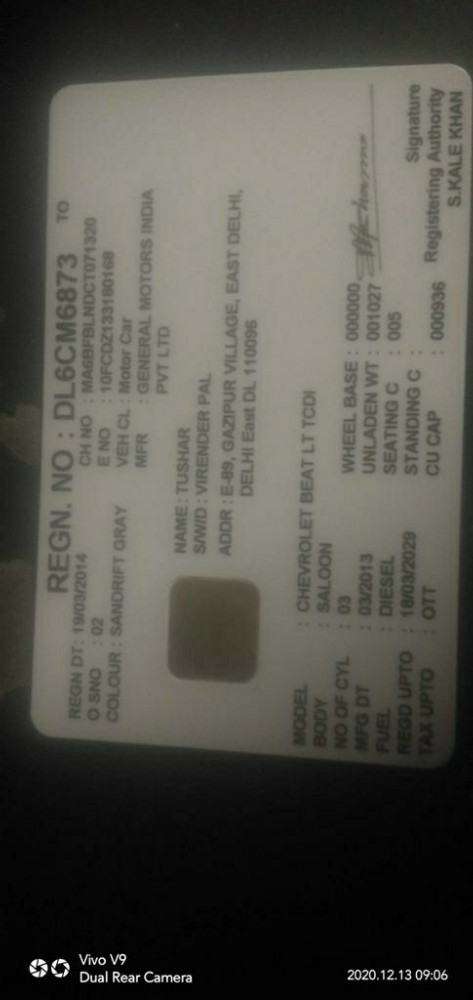 REGN. NO : DL6CM6873 TO
REGN DT : 19/03/2014 CH NO : MA6BFBLNDCT071320
O SNO : 02 E NO : 10FCDZ133180168
COLOUR : SANDRIFT GRAY VEH CL : Motor Car
MFR : GENERAL MOTORS INDIA
PVT LTD
NAME : TUSHAR
S/W/D : VIRENDER PAL
ADDR : E-89, GAZIPUR VILLAGE, EAST DELHI,
DELHI East DL 110096
MODEL : CHEVROLET BEAT LT TCDI
BODY : SALOON WHEEL BASE : 000000
NO OF CYL : 03 UNLADEN WT : 001027
MFG DT : 03/2013 SEATING C : 005
FUEL : DIESEL STANDING C :
REGD UPTO : 18/03/2029 CU CAP : 000936
TAX UPTO : OTT
Signature
Registering Authority
S.KALE KHAN
Vivo V9
Dual Rear Camera
2020.12.13 09:06